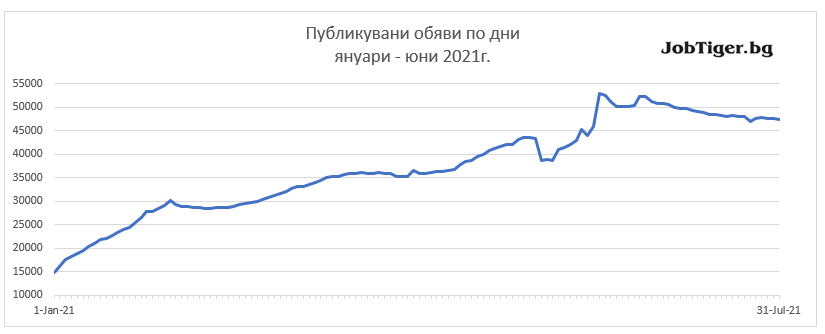 Публикувани обяви по дни
януари - юни 2021г.
JobTiger.bg
55000
50000
45000
40000
35000
30000
25000
20000
15000
10000
1-Jan-21
31-Jul-21